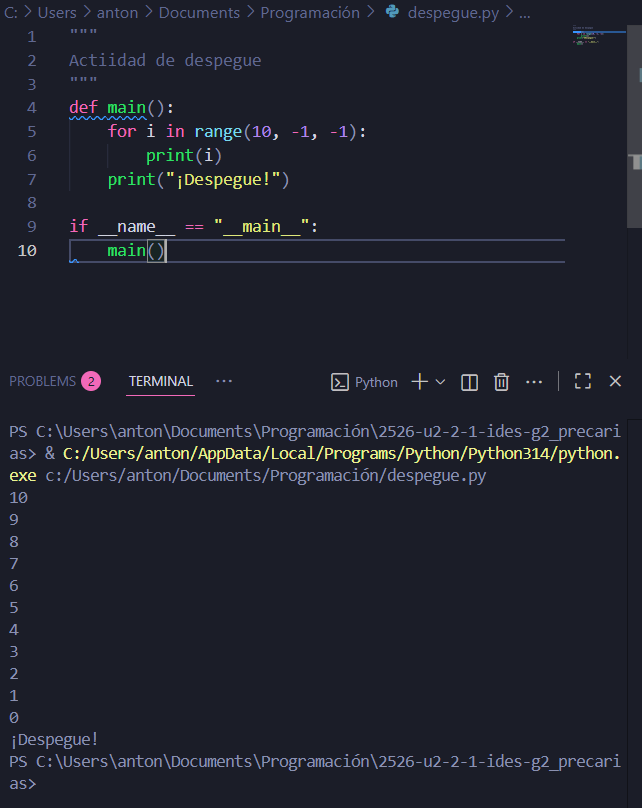 C: > Users > anton > Documents > Programación > despegue.py > ...
1 """
2 Actiidad de despegue
3 """
4 def main():
5     for i in range(10, -1, -1):
6         print(i)
7     print("¡Despegue!")
8
9 if __name__ == "__main__":
10     main()
PROBLEMS 2 TERMINAL ··· Python ···
PS C:\Users\anton\Documents\Programación\2526-u2-2-1-ides-g2_precari
as> & C:/Users/anton/AppData/Local/Programs/Python/Python314/python.
exe c:/Users/anton/Documents/Programación/despegue.py
10
9
8
7
6
5
4
3
2
1
0
¡Despegue!
PS C:\Users\anton\Documents\Programación\2526-u2-2-1-ides-g2_precari
as>